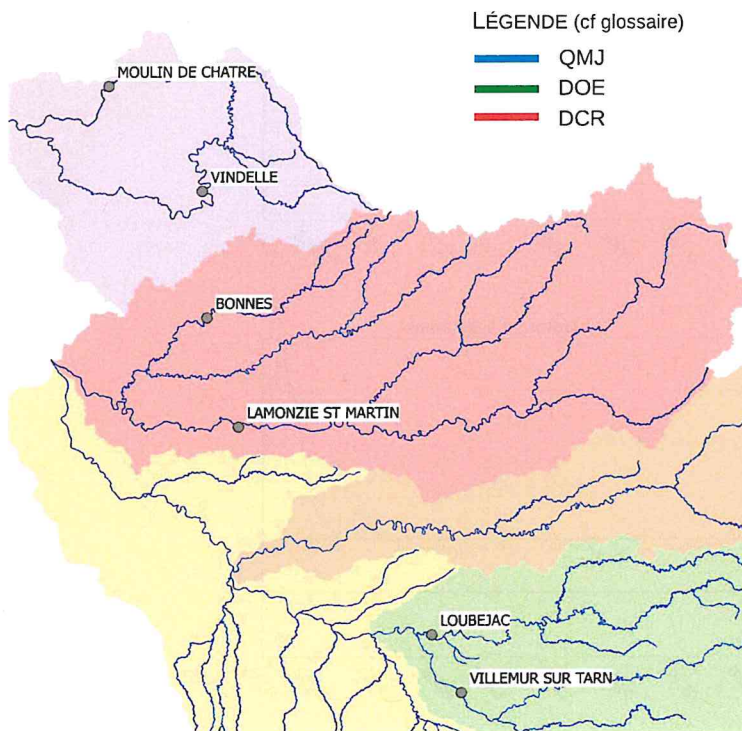 LÉGENDE (cf glossaire)
QMJ
DOE
DCR
MOULIN DE CHATRE
VINDELLE
BONNES
LAMONZIE ST MARTIN
LOUBEJAC
VILLEMUR SUR TARN